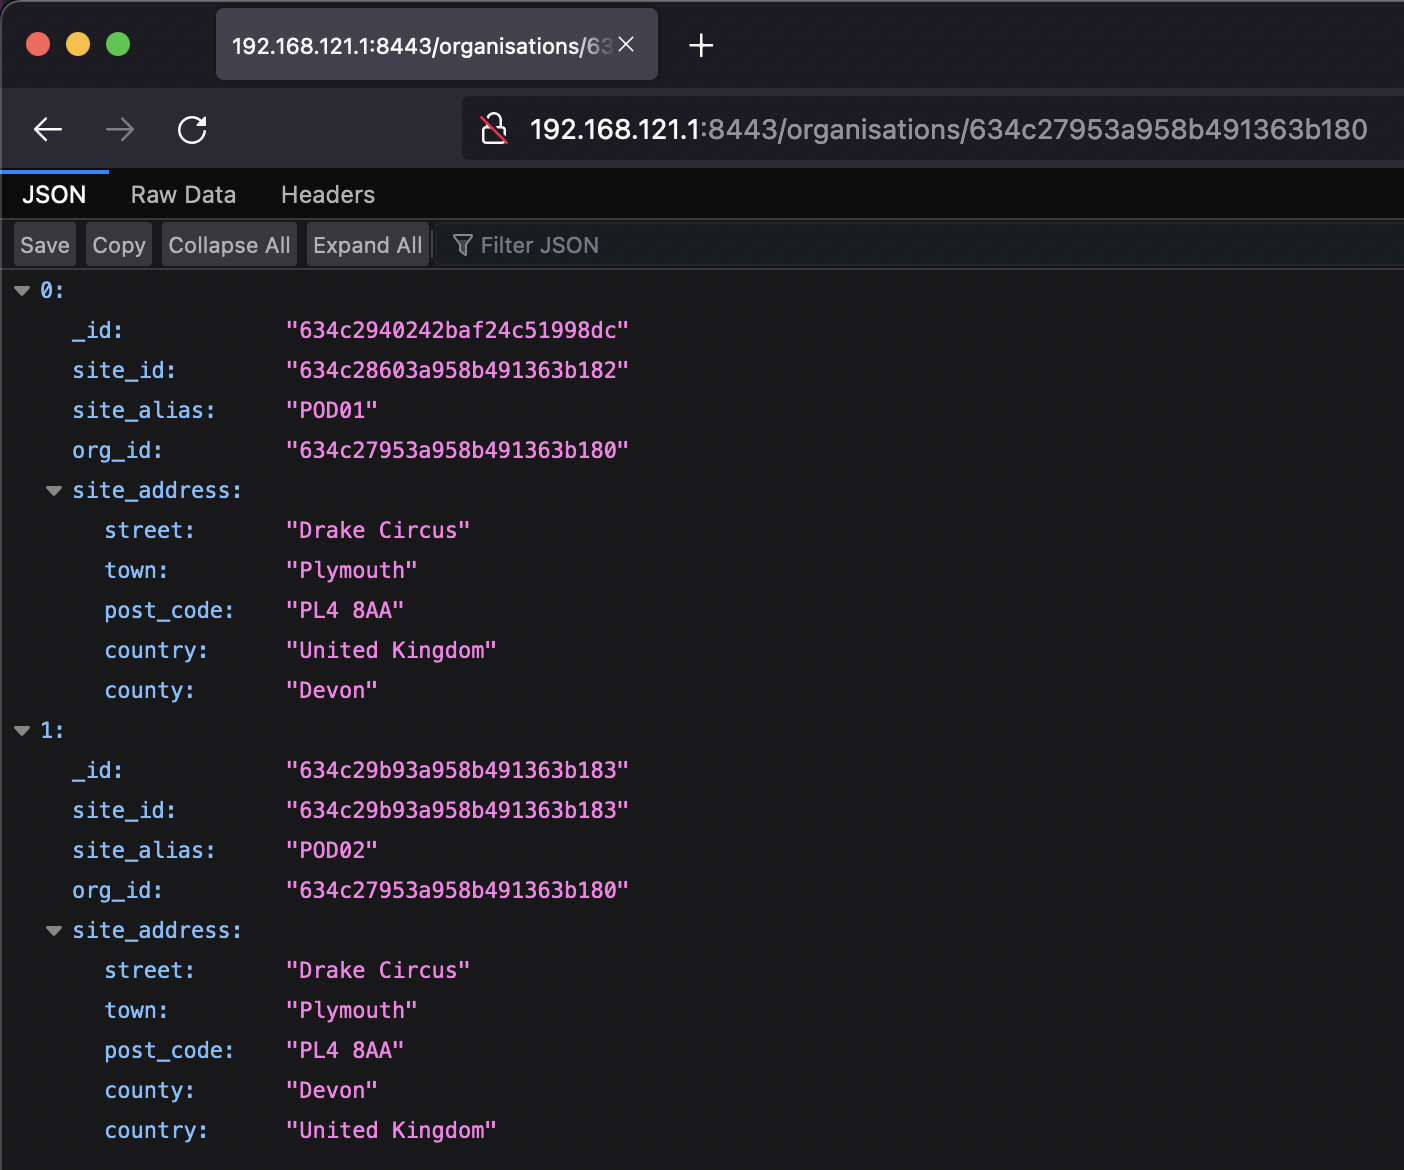 192.168.121.1:8443/organisations/63
192.168.121.1:8443/organisations/634c27953a958b491363b180
JSON Raw Data Headers
Save Copy Collapse All Expand All Filter JSON
0:
_id: "634c2940242baf24c51998dc"
site_id: "634c28603a958b491363b182"
site_alias: "POD01"
org_id: "634c27953a958b491363b180"
site_address:
street: "Drake Circus"
town: "Plymouth"
post_code: "PL4 8AA"
country: "United Kingdom"
county: "Devon"
1:
_id: "634c29b93a958b491363b183"
site_id: "634c29b93a958b491363b183"
site_alias: "POD02"
org_id: "634c27953a958b491363b180"
site_address:
street: "Drake Circus"
town: "Plymouth"
post_code: "PL4 8AA"
county: "Devon"
country: "United Kingdom"